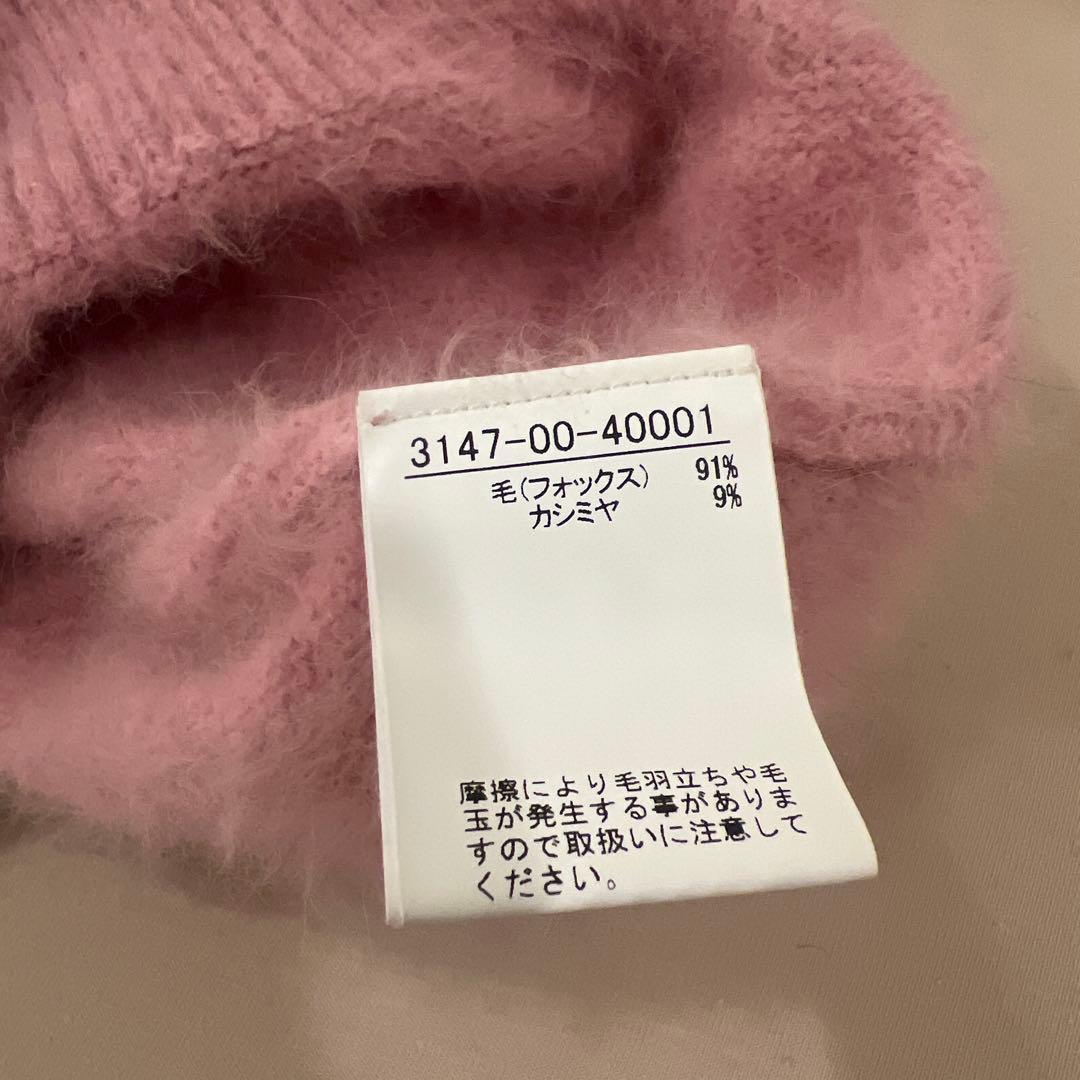 3147-00-40001
毛(フォックス) 91%
カシミヤ 9%
摩擦により毛羽立ちや毛
玉が発生する事がありま
すので取扱いに注意して
ください。